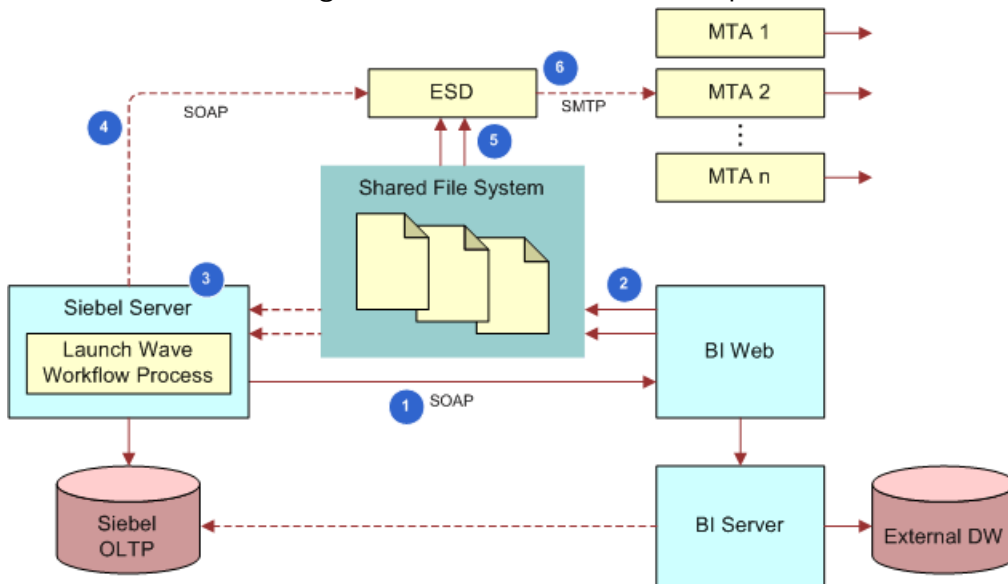 MTA 1
6
ESD
MTA 2
4
SOAP
SMTP
5
MTA n
Shared File System
3
2
Siebel Server
Launch Wave
Workflow Process
BI Web
1
SOAP
Siebel
OLTP
BI Server
External DW